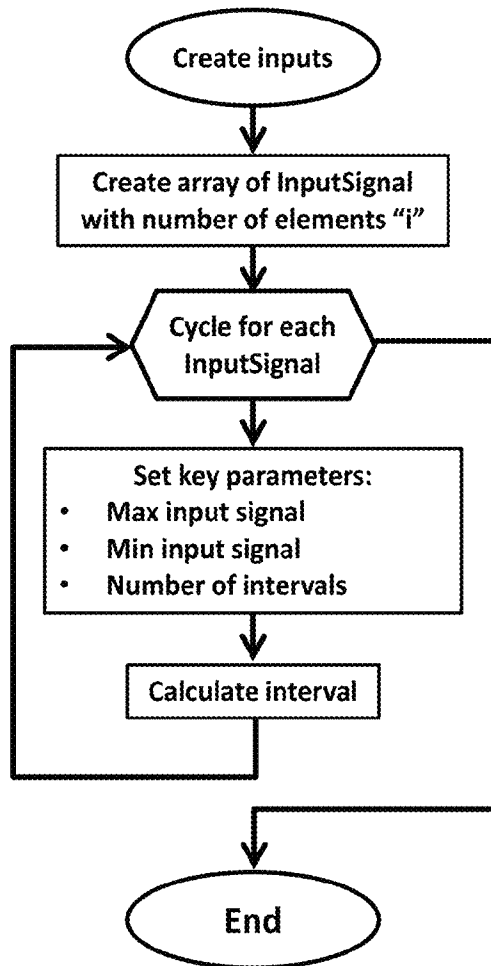 Create inputs
Create array of InputSignal
with number of elements “i”
Cycle for each
InputSignal
Set key parameters:
• Max input signal
• Min input signal
• Number of intervals
Calculate interval
End